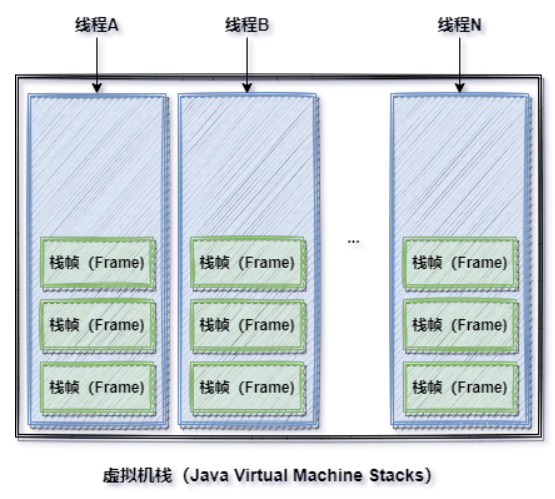 线程A 线程B 线程N
栈帧（Frame) 栈帧（Frame) ... 栈帧（Frame)
栈帧（Frame) 栈帧（Frame) 栈帧（Frame)
栈帧（Frame) 栈帧（Frame) 栈帧（Frame)
虚拟机栈（Java Virtual Machine Stacks）